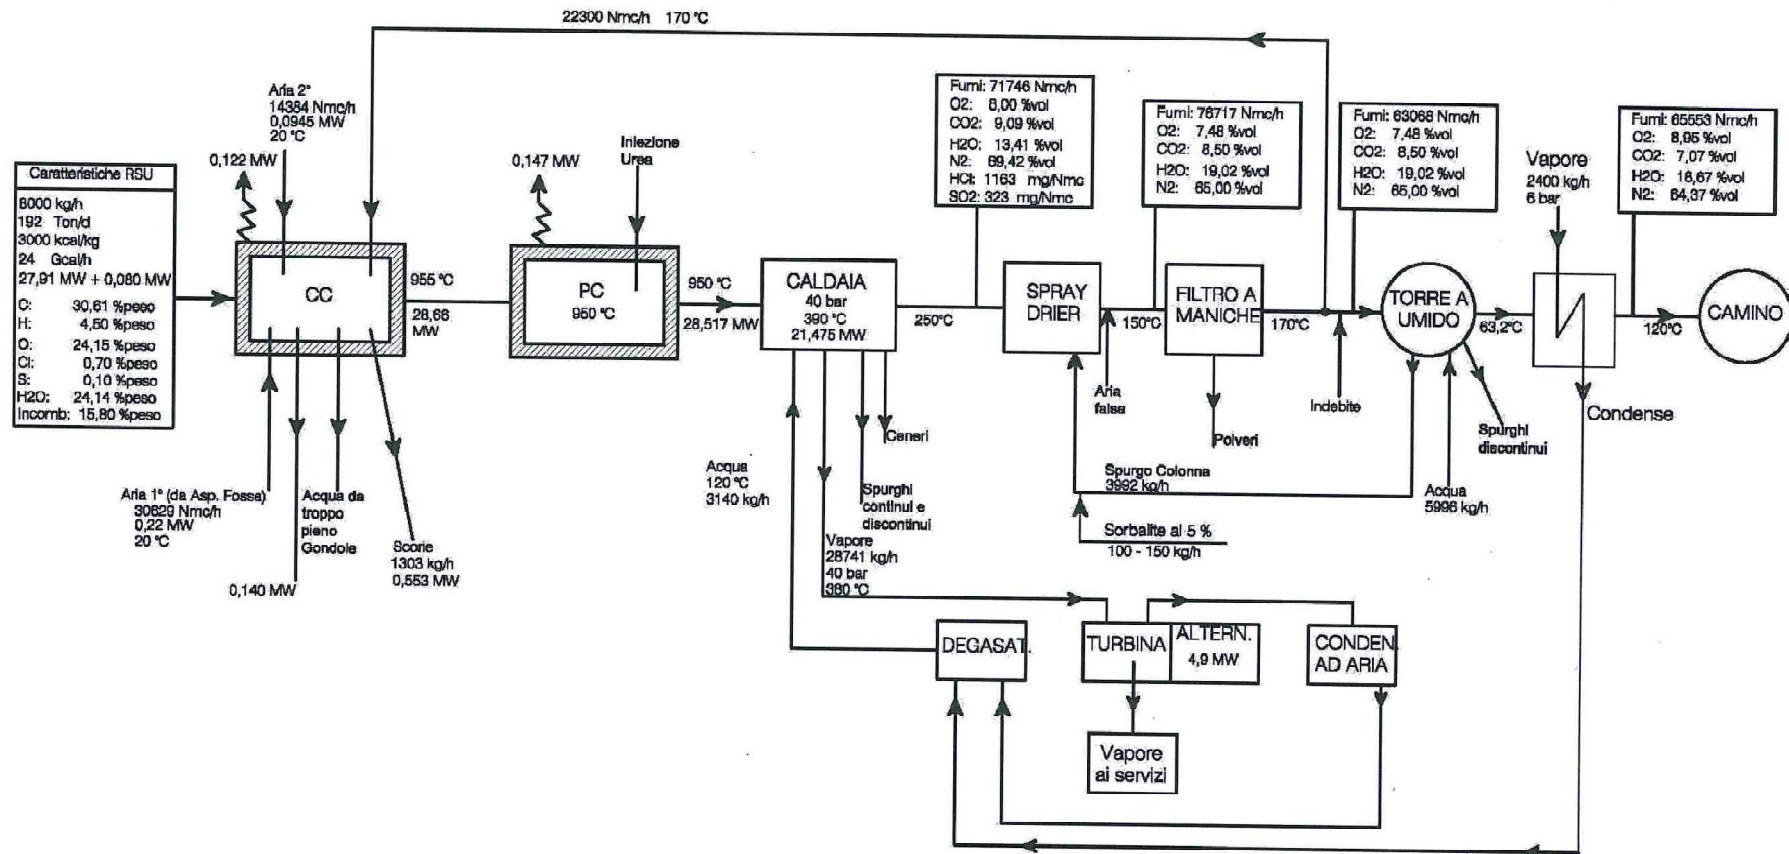 22300 Nmc/h 170 °C
Aria 2°
14384 Nmc/h
0,0945 MW
20 °C
0,122 MW
Caratteristiche RSU
8000 kg/h
192 Ton/d
3000 kcal/kg
24 Gcal/h
27,91 MW + 0,080 MW
C: 30,61 %peso
H: 4,50 %peso
O: 24,15 %peso
Cl: 0,70 %peso
S: 0,10 %peso
H2O: 24,14 %peso
Incomb: 15,80 %peso
CC
955 °C
28,66
MW
0,147 MW
Iniezione
Urea
PC
950 °C
950 °C
28,517 MW
CALDAIA
40 bar
390 °C
21,475 MW
250°C
Fumi: 71746 Nmc/h
O2: 8,00 %vol
CO2: 9,09 %vol
H2O: 13,41 %vol
N2: 69,42 %vol
HCl: 1163 mg/Nmc
SO2: 323 mg/Nmc
SPRAY
DRIER
150°C
Fumi: 76717 Nmc/h
O2: 7,48 %vol
CO2: 8,50 %vol
H2O: 19,02 %vol
N2: 65,00 %vol
FILTRO A
MANICHE
170°C
Fumi: 63068 Nmc/h
O2: 7,48 %vol
CO2: 8,50 %vol
H2O: 19,02 %vol
N2: 65,00 %vol
TORRE A
UMIDO
63,2°C
Vapore
2400 kg/h
6 bar
Fumi: 65553 Nmc/h
O2: 8,95 %vol
CO2: 7,07 %vol
H2O: 18,67 %vol
N2: 64,37 %vol
120°C
CAMINO
Aria
falsa
Polveri
Indebite
Spurghi
discontinui
Condense
Ceneri
Spurghi
continui e
discontinui
Acqua
120 °C
3140 kg/h
Aria 1° (da Asp. Fossa)
30829 Nmc/h
0,22 MW
20 °C
0,140 MW
Acqua da
troppo
pieno
Gondole
Scorie
1303 kg/h
0,553 MW
Vapore
28741 kg/h
40 bar
380 °C
Spurgo Colonna
3992 kg/h
Sorbalite al 5 %
100 - 150 kg/h
Acqua
5996 kg/h
DEGASAT.
TURBINA
ALTERN.
4,9 MW
CONDEN.
AD ARIA
Vapore
ai servizi